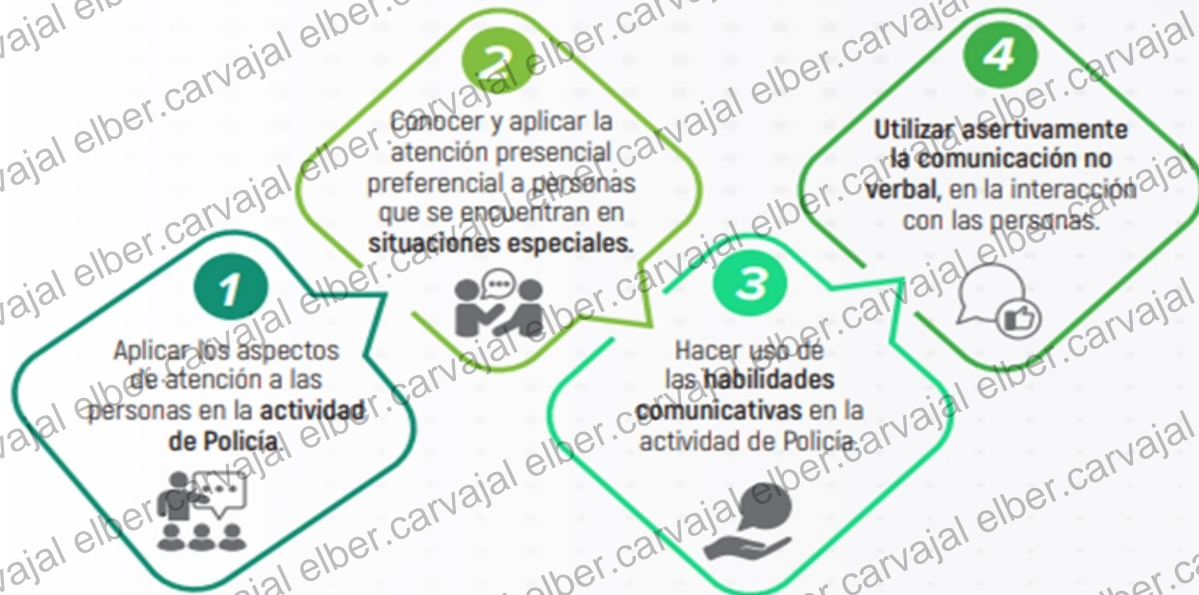 1
Aplicar los aspectos
de atención a las
personas en la actividad
de Policía.
2
Conocer y aplicar la
atención presencial
preferencial a personas
que se encuentran en
situaciones especiales.
3
Hacer uso de
las habilidades
comunicativas en la
actividad de Policía.
4
Utilizar asertivamente
la comunicación no
verbal, en la interacción
con las personas.
elber.carvajal